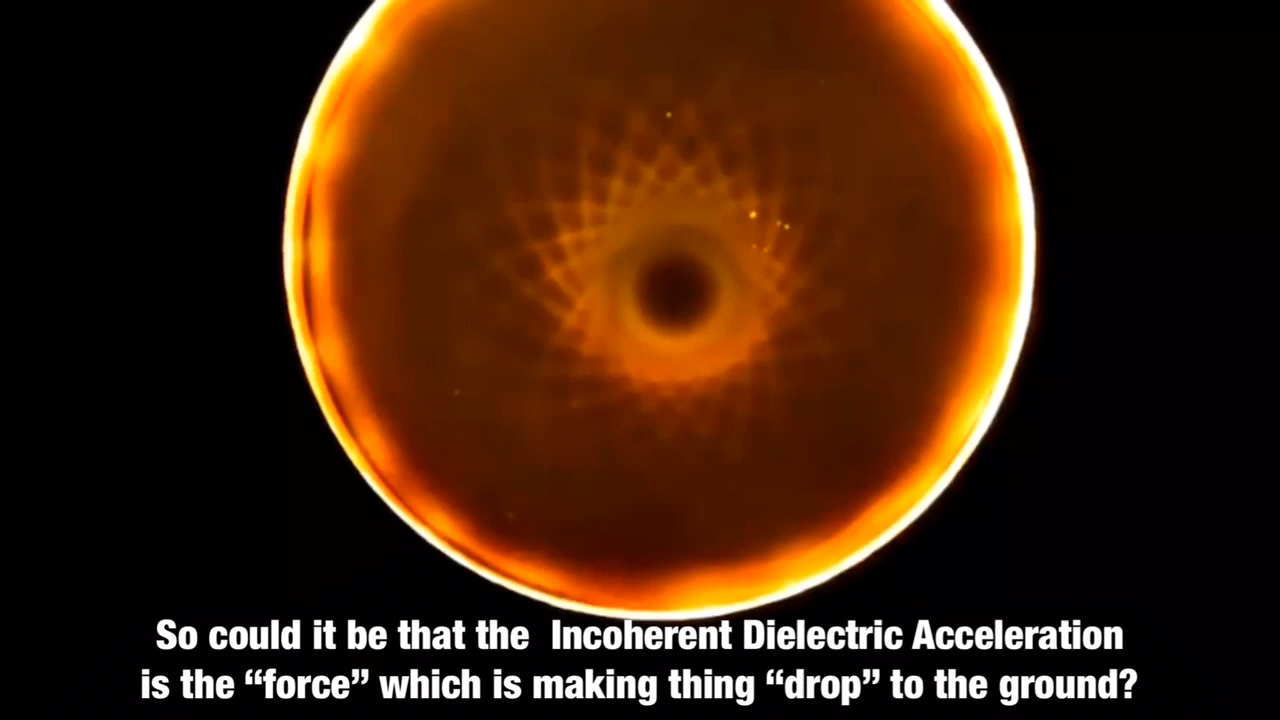 So could it be that the  Incoherent Dielectric Acceleration
is the “force” which is making thing “drop” to the ground?